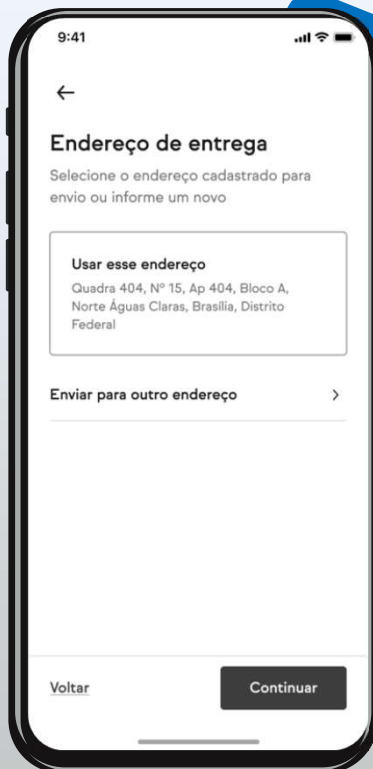 9:41
Endereço de entrega
Selecione o endereço cadastrado para
envio ou informe um novo
Usar esse endereço
Quadra 404, Nº 15, Ap 404, Bloco A,
Norte Águas Claras, Brasília, Distrito
Federal
Enviar para outro endereço
Voltar
Continuar